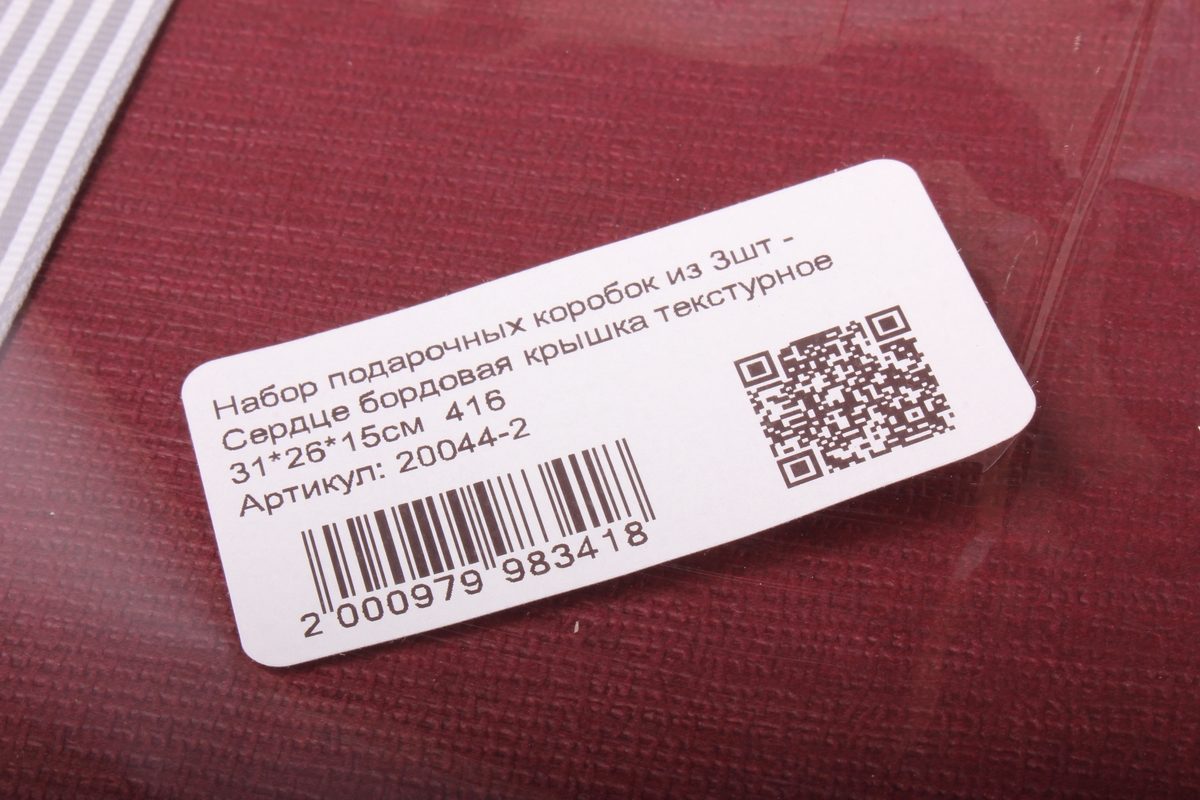 Набор подарочных коробок из 3шт -
Сердце бордовая крышка текстурное
31*26*15см 416
Артикул: 20044-2
2 000979 983418